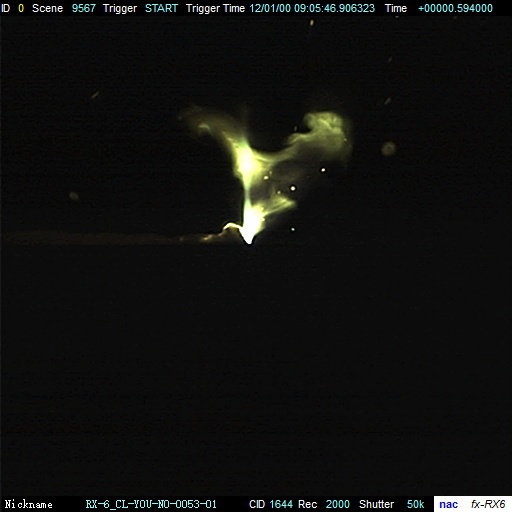 ID 0 Scene 9567 Trigger START Trigger Time 12/01/00 09:05:46.906323 Time +00000.594000
Nickname RX-6_CL-YOU-NO-0053-01 CID 1644 Rec 2000 Shutter 50k nac fx-RX6